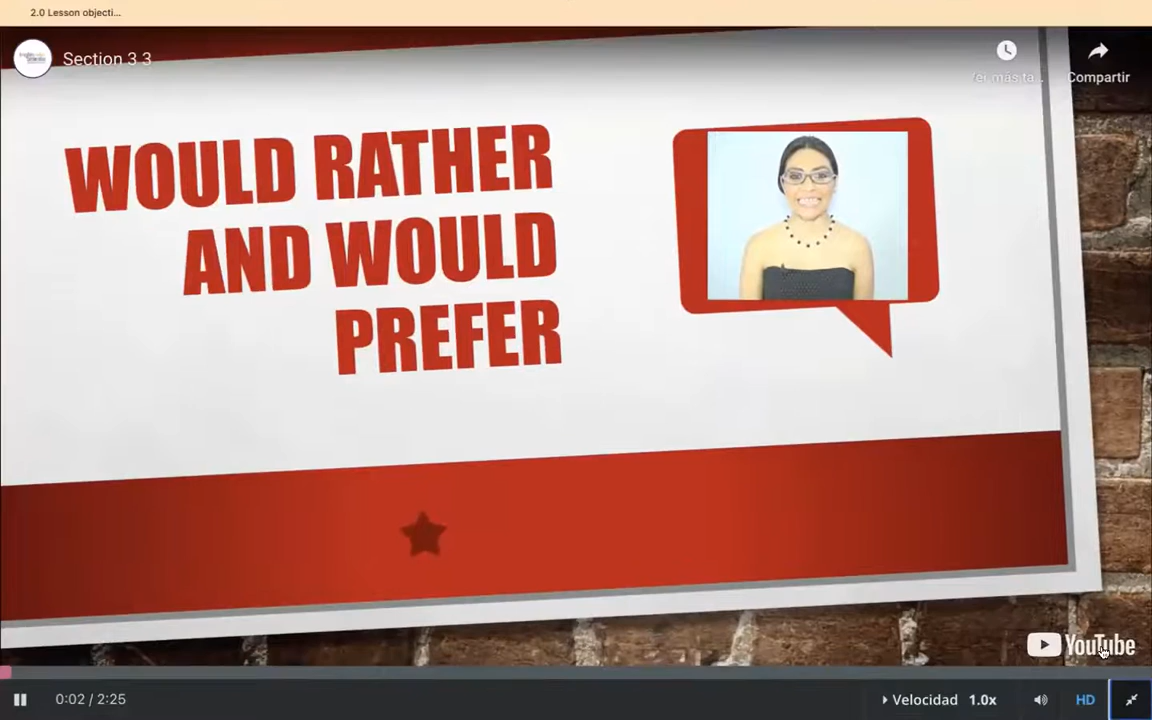 2.0 Lesson objecti...
Section 3 3
Compartir
WOULD RATHER
AND WOULD
PREFER
YouTube
0:02 / 2:25
Velocidad 1.0x
HD